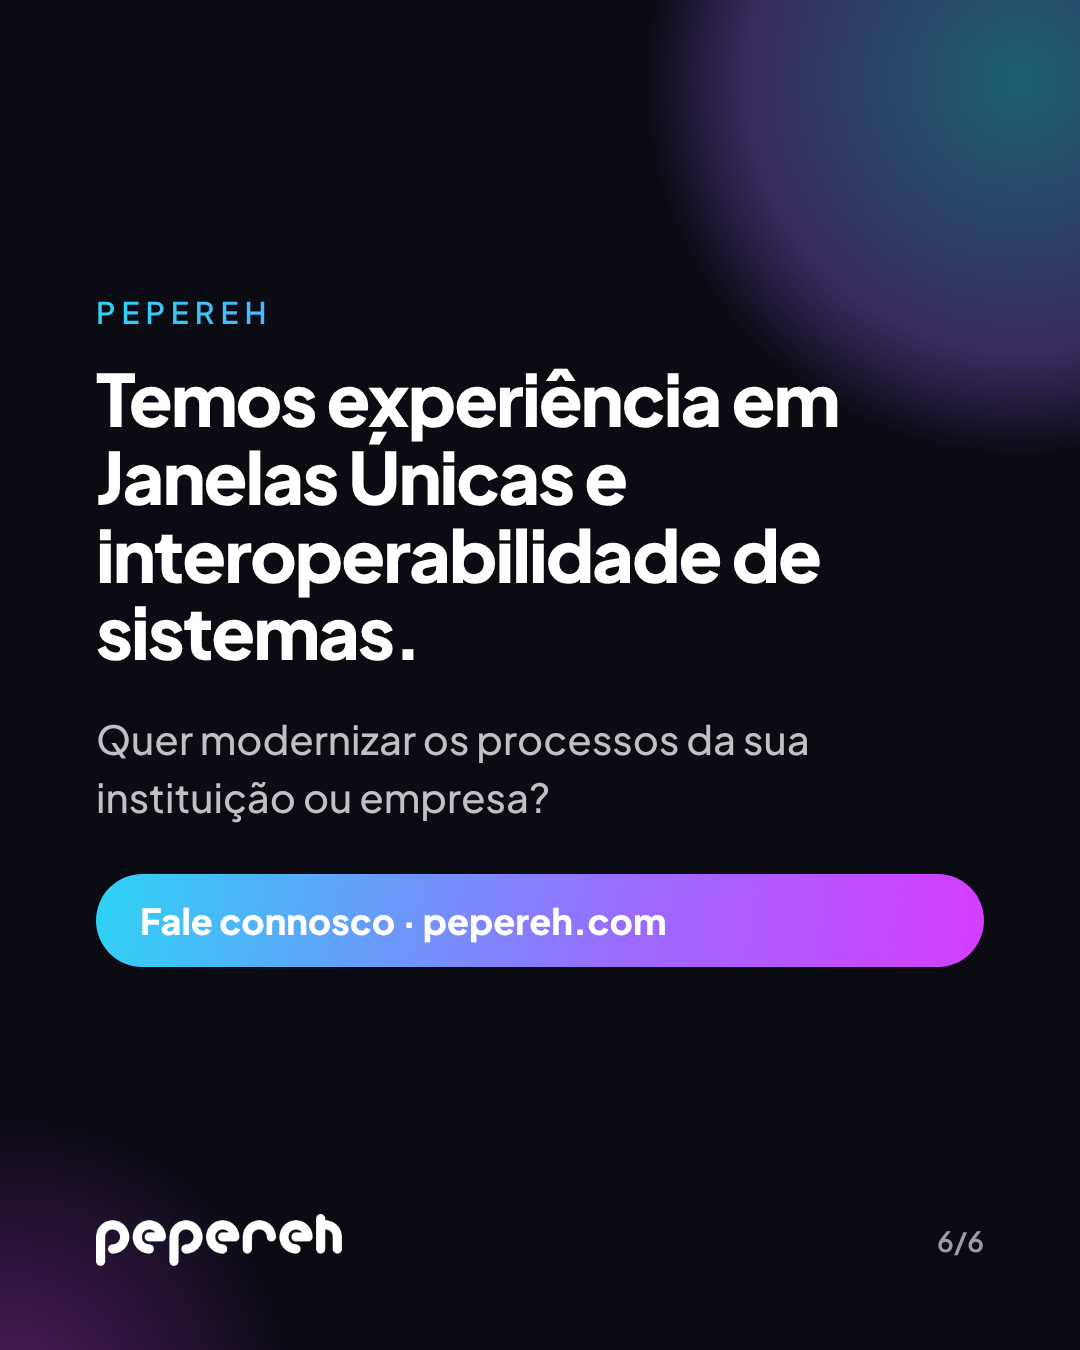 PEPEREH
Temos experiência em
Janelas Únicas e
interoperabilidade de
sistemas.
Quer modernizar os processos da sua
instituição ou empresa?
Fale connosco · pepereh.com
pepereh
6/6